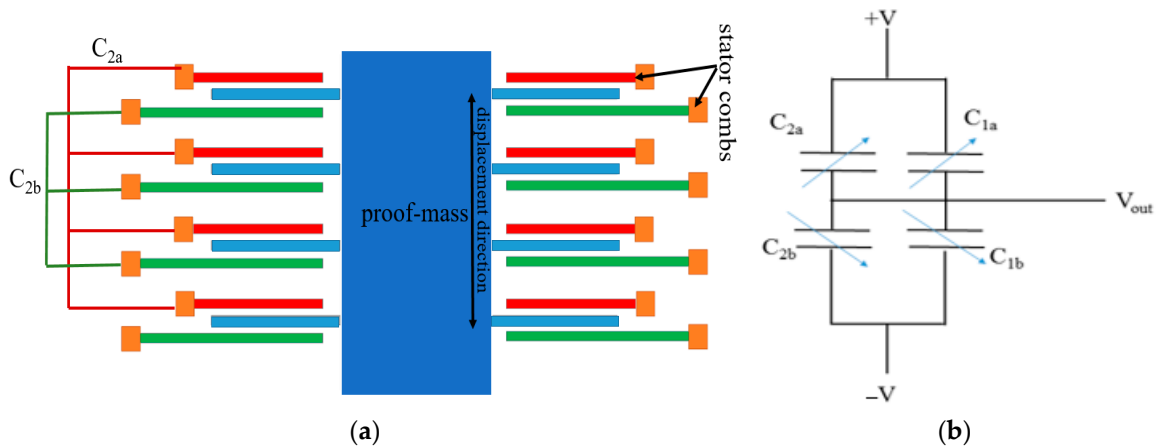 C2a
C2b
proof-mass
displacement direction
stator combs
(a)
+V
C2a
C1a
Vout
C2b
C1b
–V
(b)